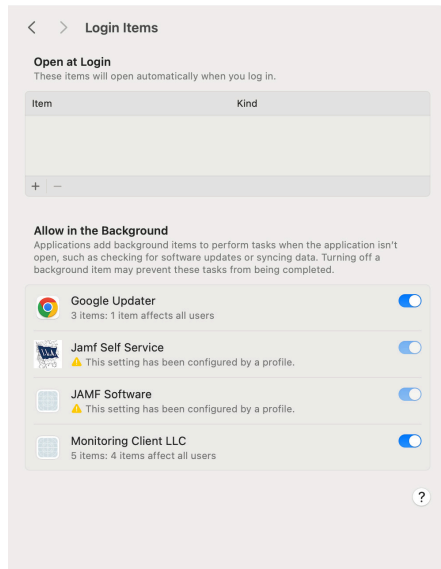 Login Items
Open at Login
These items will open automatically when you log in.
Item Kind
+ −
Allow in the Background
Applications add background items to perform tasks when the application isn't
open, such as checking for software updates or syncing data. Turning off a
background item may prevent these tasks from being completed.
Google Updater
3 items: 1 item affects all users
Jamf Self Service
This setting has been configured by a profile.
JAMF Software
This setting has been configured by a profile.
Monitoring Client LLC
5 items: 4 items affect all users
?